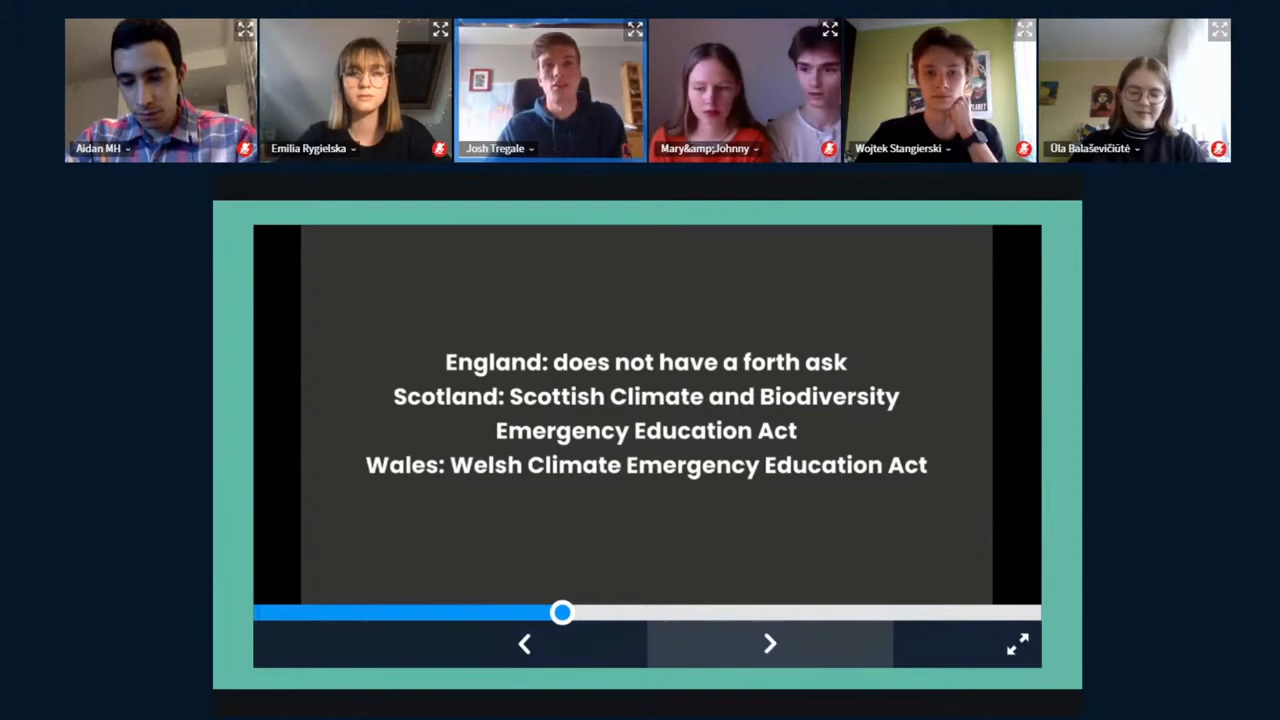 Aidan MH
Emilia Rygielska
Josh Tregale
Mary&amp;Johnny
Wojtek Stangierski
Ūla Balaševičiūtė
England: does not have a forth ask
Scotland: Scottish Climate and Biodiversity
Emergency Education Act
Wales: Welsh Climate Emergency Education Act